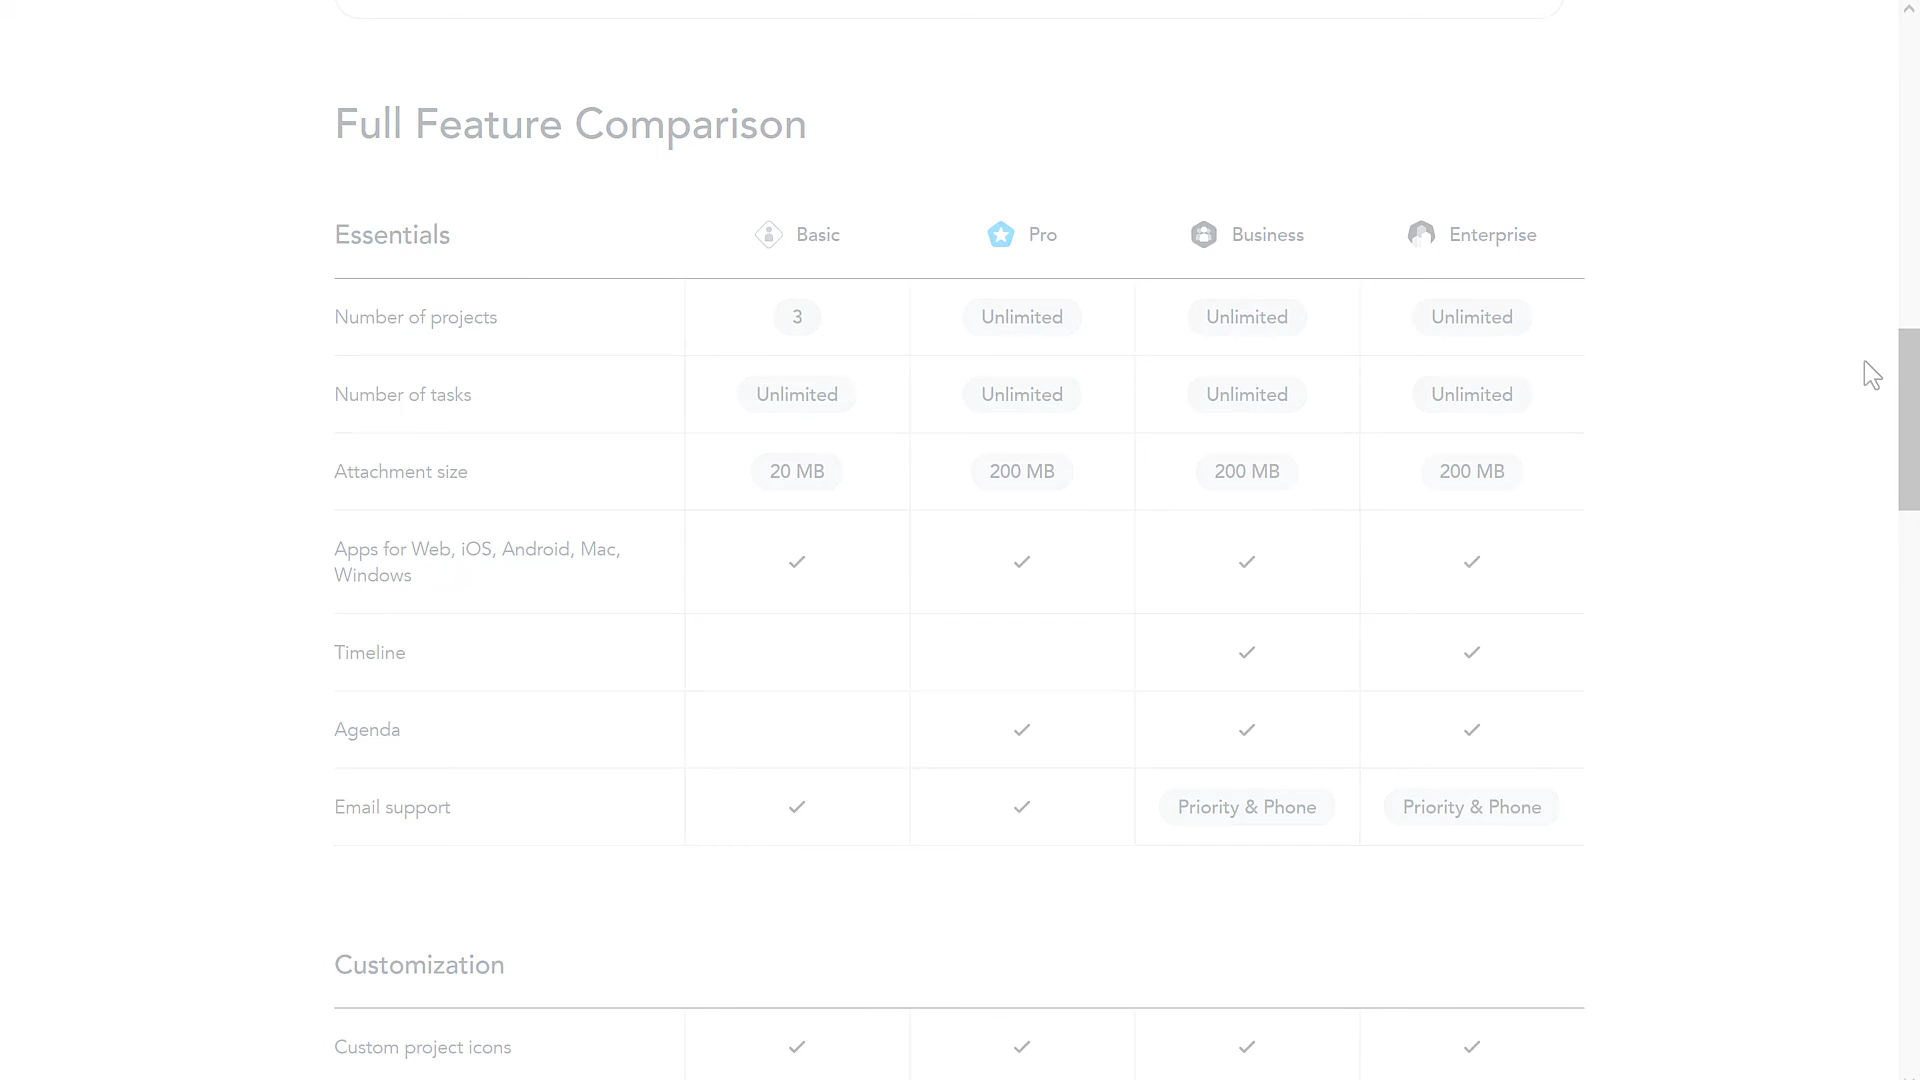 Full Feature Comparison
Essentials Basic Pro Business Enterprise
Number of projects 3 Unlimited Unlimited Unlimited
Number of tasks Unlimited Unlimited Unlimited Unlimited
Attachment size 20 MB 200 MB 200 MB 200 MB
Apps for Web, iOS, Android, Mac,
Windows
Timeline
Agenda
Email support Priority & Phone Priority & Phone
Customization
Custom project icons